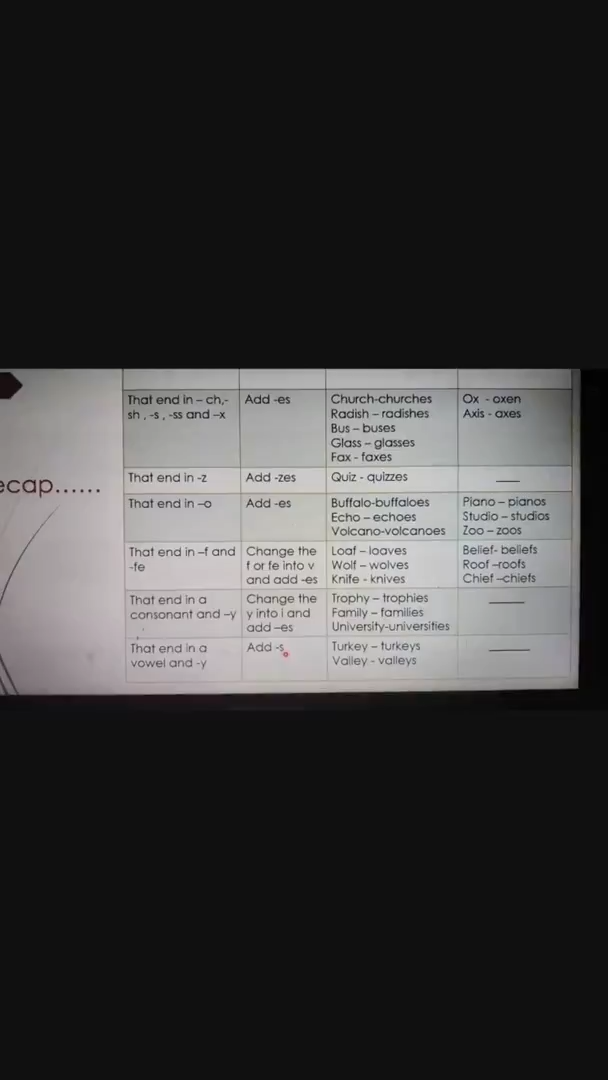 ecap......
That end in – ch,-
sh , -s , -ss and –x
Add -es
Church-churches
Radish – radishes
Bus – buses
Glass – glasses
Fax - faxes
Ox - oxen
Axis - axes
That end in -z
Add -zes
Quiz - quizzes
That end in –o
Add -es
Buffalo-buffaloes
Echo – echoes
Volcano-volcanoes
Piano – pianos
Studio – studios
Zoo – zoos
That end in –f and
-fe
Change the
f or fe into v
and add -es
Loaf – loaves
Wolf – wolves
Knife - knives
Belief- beliefs
Roof –roofs
Chief –chiefs
That end in a
consonant and –y
Change the
y into i and
add –es
Trophy – trophies
Family – families
University-universities
That end in a
vowel and -y
Add -s
Turkey – turkeys
Valley - valleys